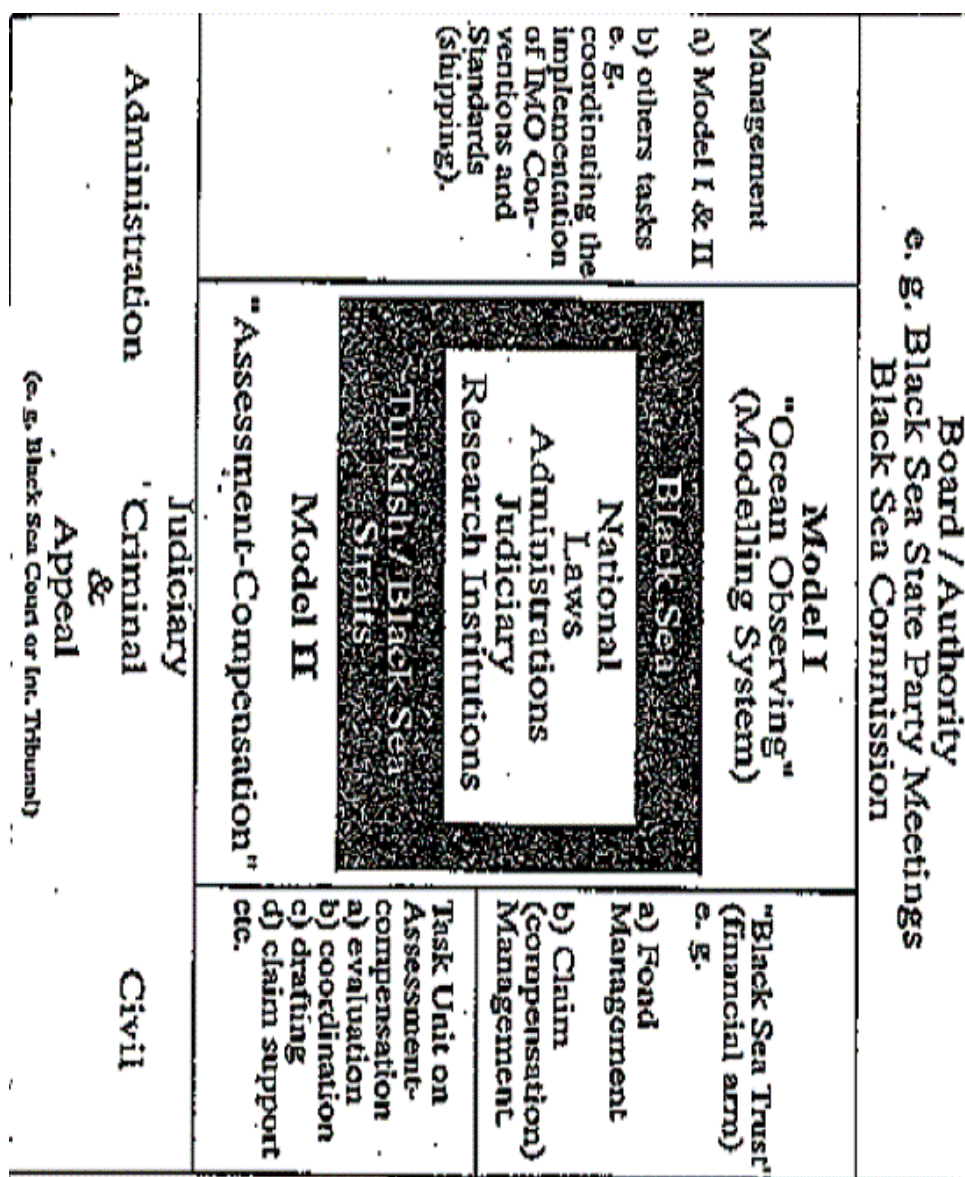 Board / Authority
e. g. Black Sea State Party Meetings
Black Sea Commission
Management
a) Model I & II
b) others tasks
e. g.
coordinating the
implementation
of IMO Con-
ventions and
Standards
(shipping).
Model I
"Ocean Observing"
(Modelling System)
Black Sea
National
Laws
Administrations
Judiciary
Research Institutions
Turkish/Black Sea
Straits
Model II
"Assessment-Compensation"
"Black Sea Trust"
(financial arm)
e. g.
a) Fond
Management
b) Claim
(compensation)
Management
Task Unit on
Assessment-
compensation
a) evaluation
b) coordination
c) drafting
d) claim support
etc.
Judiciary
Administration Criminal Civil
&
Appeal
(e. g. Black Sea Court or Int. Tribunal)